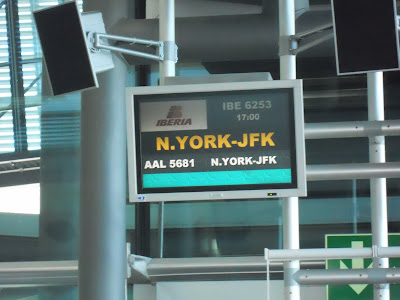 IBERIA
IBE 6253
17:00
N.YORK-JFK
AAL 5681 N.YORK-JFK